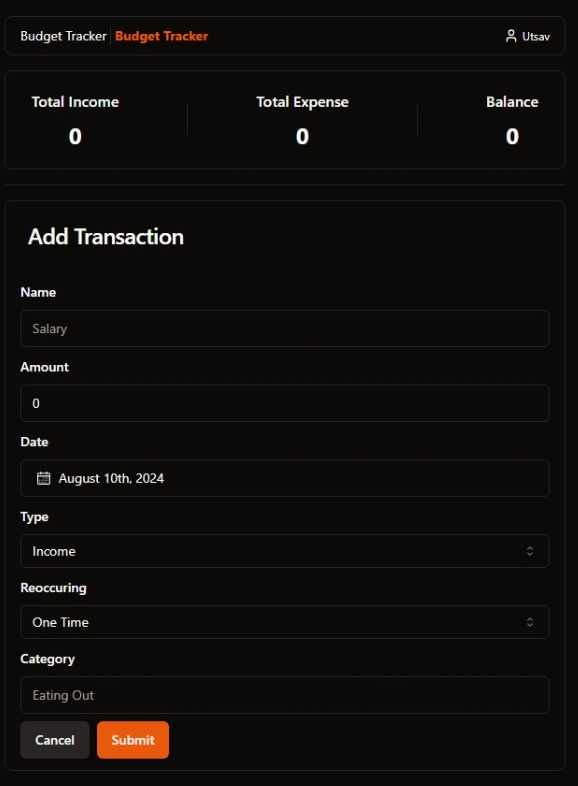 Budget Tracker Budget Tracker Utsav
Total Income Total Expense Balance
0 0 0
Add Transaction
Name
Salary
Amount
0
Date
August 10th, 2024
Type
Income
Reoccuring
One Time
Category
Eating Out
Cancel Submit